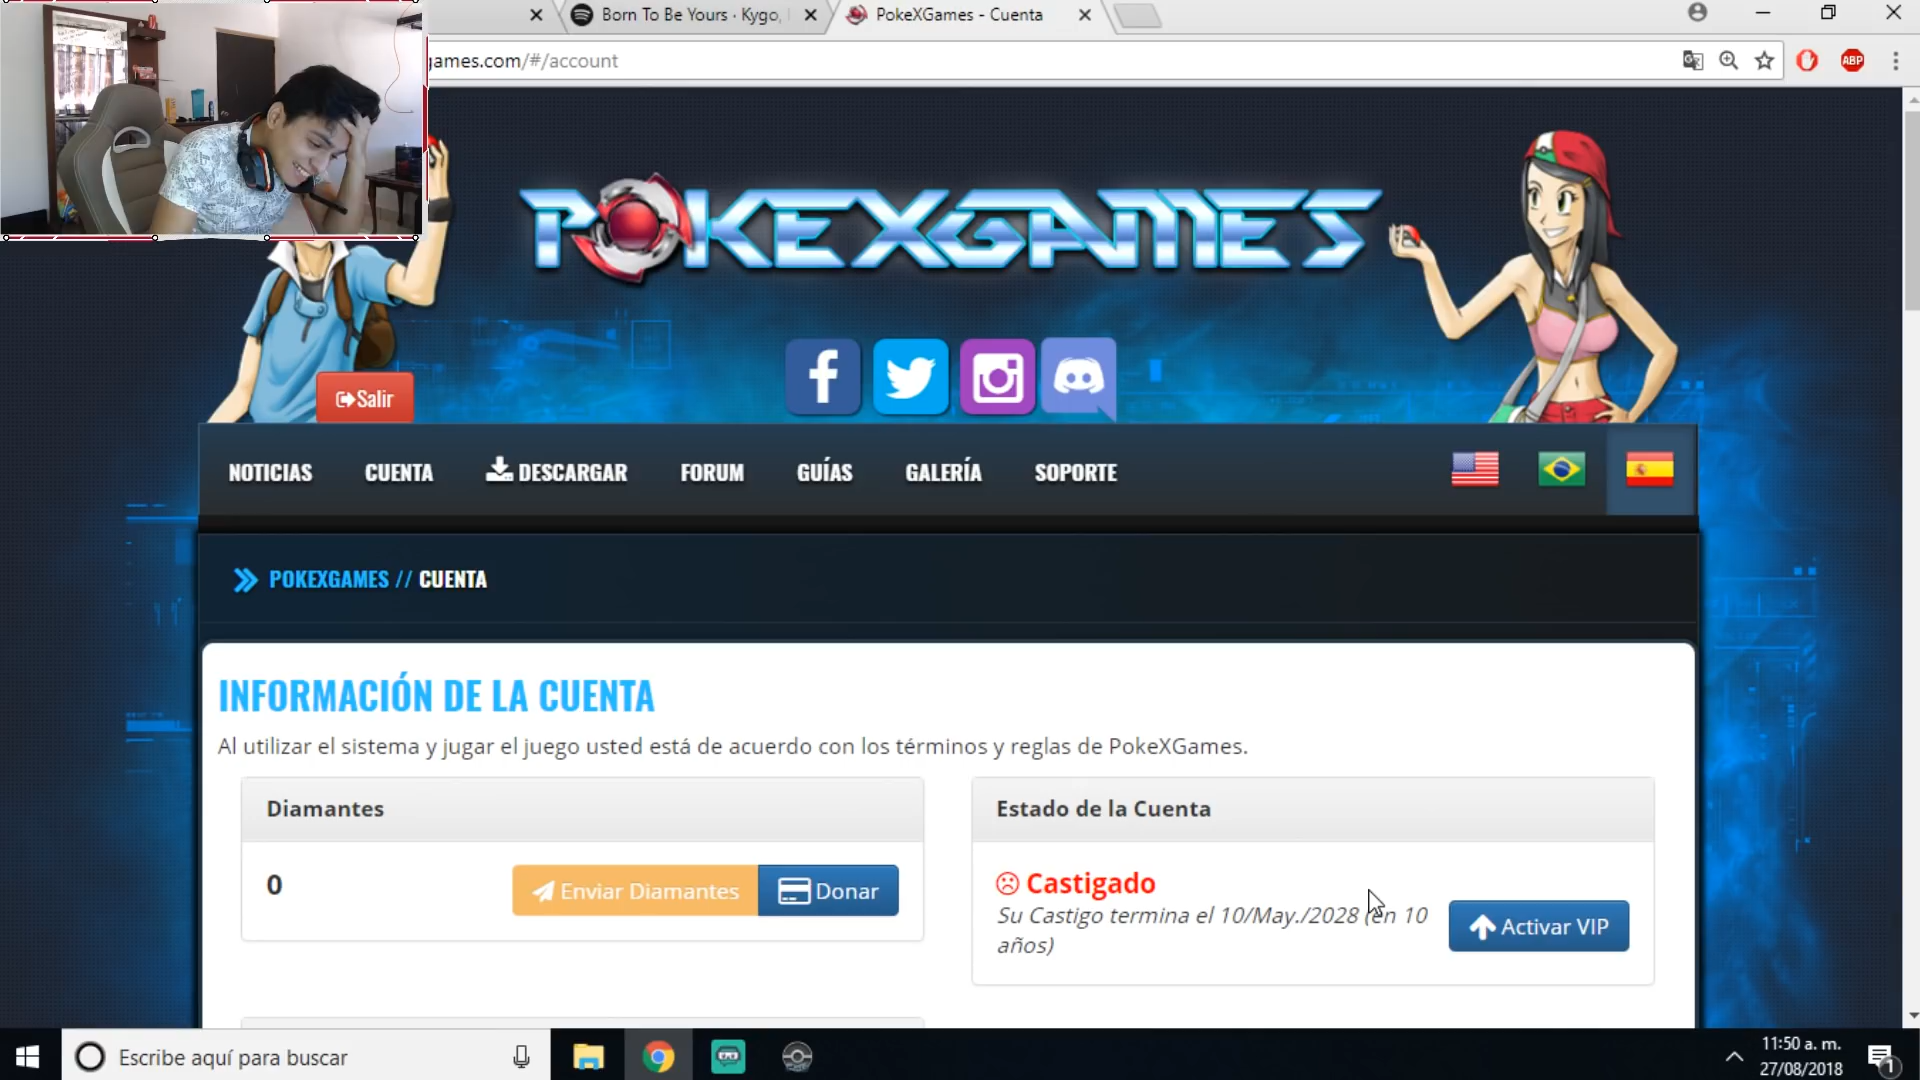 Born To Be Yours · Kygo,
PokeXGames - Cuenta
games.com/#/account
ABP
POKEXGAMES
Salir
NOTICIAS CUENTA DESCARGAR FORUM GUÍAS GALERÍA SOPORTE
POKEXGAMES // CUENTA
INFORMACIÓN DE LA CUENTA
Al utilizar el sistema y jugar el juego usted está de acuerdo con los términos y reglas de PokeXGames.
Diamantes
0
Enviar Diamantes
Donar
Estado de la Cuenta
Castigado
Su Castigo termina el 10/May./2028 (en 10
años)
Activar VIP
Escribe aquí para buscar
11:50 a. m.
27/08/2018
1